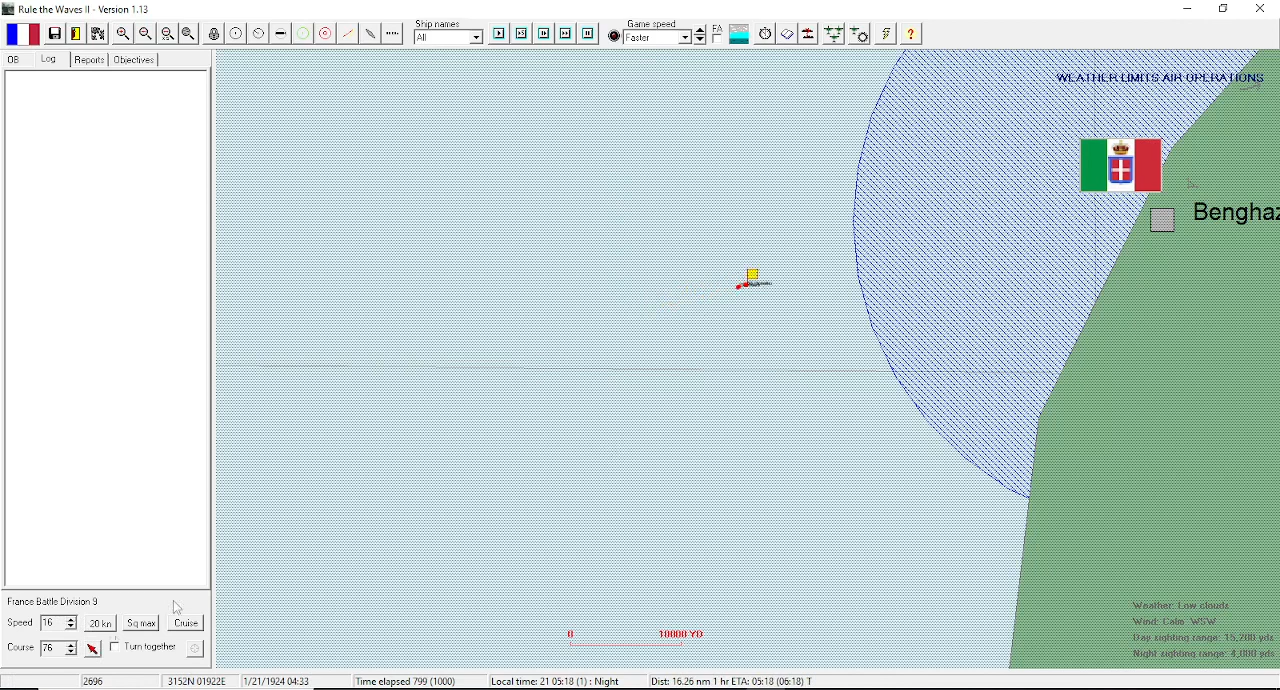 Rule the Waves II - Version 1.13
Ship names
All
Game speed
Faster
FA
OB
Log
Reports
Objectives
WEATHER LIMITS AIR OPERATIONS
Benghaz
France Battle Division 9
Speed 16 20 kn Sq max Cruise
Course 76 Turn together
0 10000 YD
Weather: Low clouds
Wind: Calm WSW
Day sighting range: 15,200 yds
Night sighting range: 4,000 yds
2696 3152N 01922E 1/21/1924 04:33 Time elapsed 799 (1000) Local time: 21 05:18 (1) : Night Dist: 16.26 nm 1 hr ETA: 05:18 (06:18) T